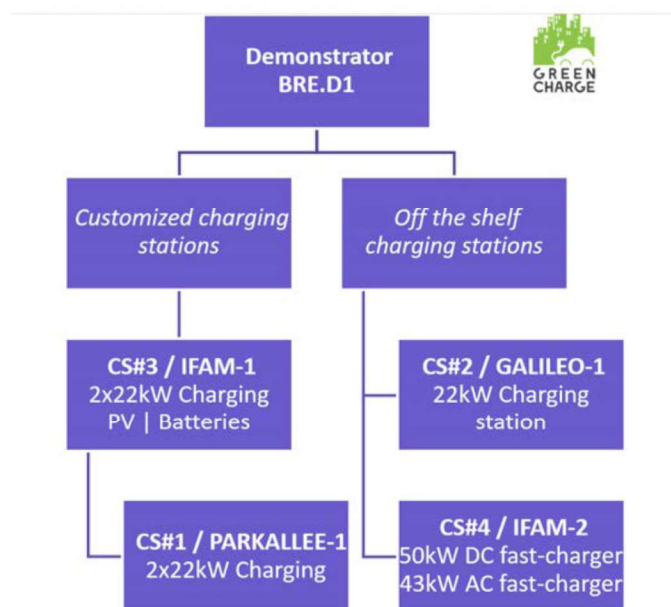 Demonstrator
BRE.D1
GREEN
CHARGE
Customized charging
stations
Off the shelf
charging stations
CS#3 / IFAM-1
2x22kW Charging
PV | Batteries
CS#2 / GALILEO-1
22kW Charging
station
CS#1 / PARKALLEE-1
2x22kW Charging
CS#4 / IFAM-2
50kW DC fast-charger
43kW AC fast-charger